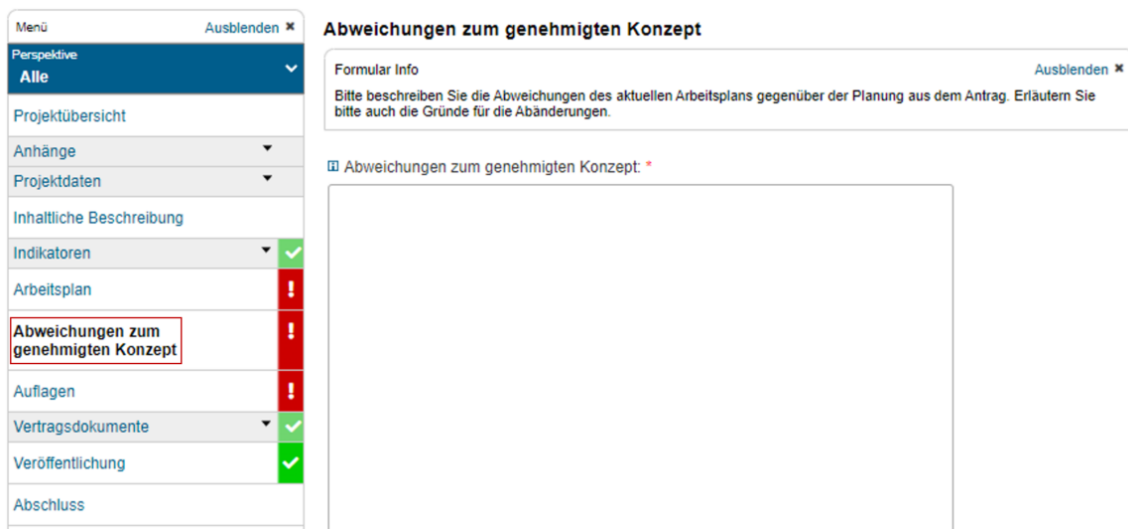 Menü
Ausblenden ✖
Perspektive
Alle
Projektübersicht
Anhänge
Projektdaten
Inhaltliche Beschreibung
Indikatoren
Arbeitsplan
Abweichungen zum
genehmigten Konzept
Auflagen
Vertragsdokumente
Veröffentlichung
Abschluss
Abweichungen zum genehmigten Konzept
Formular Info
Ausblenden ✖
Bitte beschreiben Sie die Abweichungen des aktuellen Arbeitsplans gegenüber der Planung aus dem Antrag. Erläutern Sie
bitte auch die Gründe für die Abänderungen.
Abweichungen zum genehmigten Konzept: *